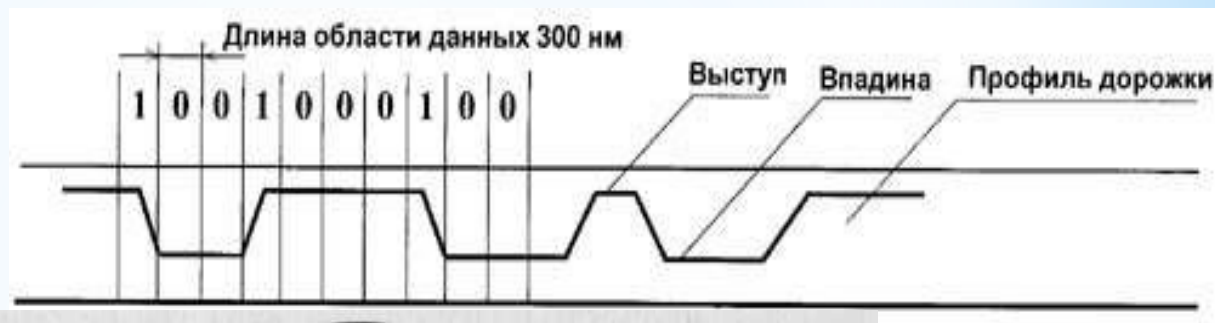 Длина области данных 300 нм
Выступ Впадина Профиль дорожки
1 0 0 1 0 0 0 1 0 0